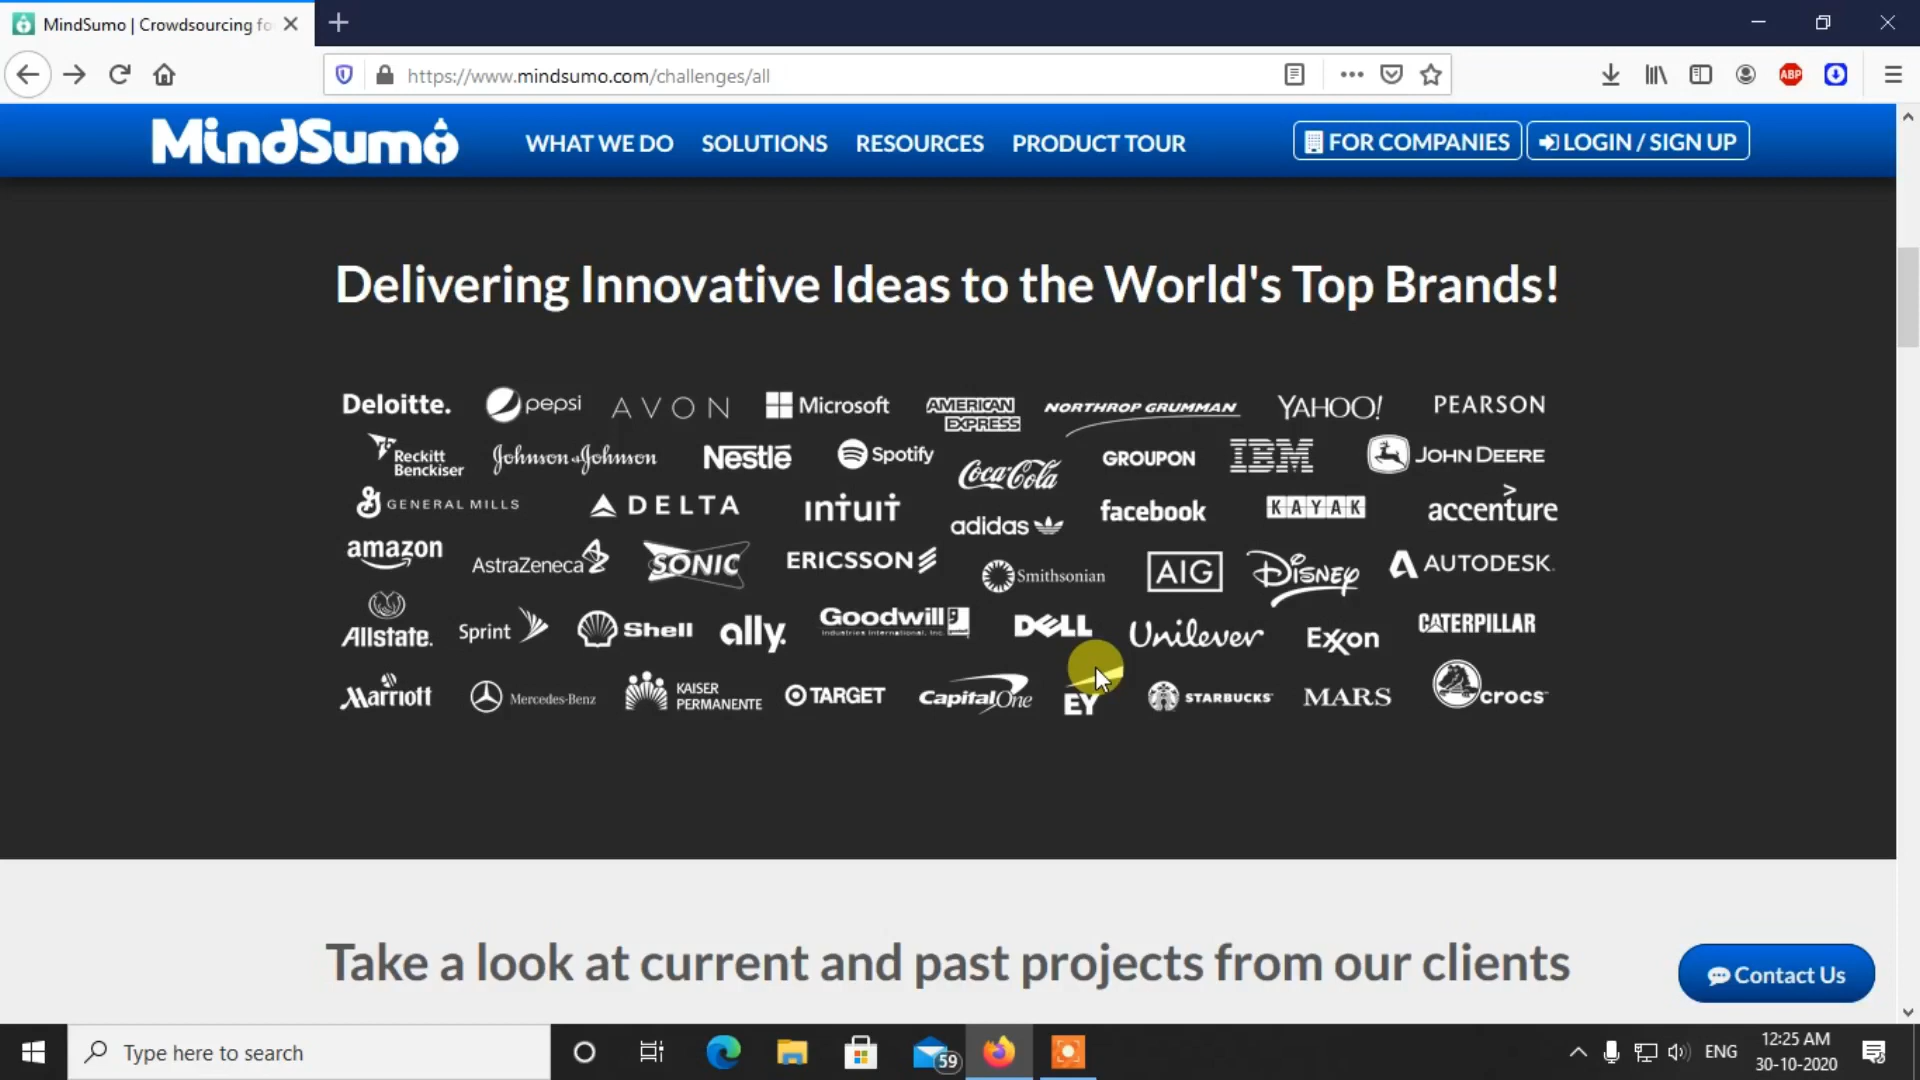 MindSumo | Crowdsourcing fo
https://www.mindsumo.com/challenges/all
ABP
MindSumo
WHAT WE DO
SOLUTIONS
RESOURCES
PRODUCT TOUR
FOR COMPANIES
LOGIN / SIGN UP
Delivering Innovative Ideas to the World's Top Brands!
Deloitte. pepsi AVON Microsoft AMERICAN EXPRESS NORTHROP GRUMMAN YAHOO! PEARSON
Reckitt Benckiser Johnson & Johnson Nestlé Spotify Coca-Cola GROUPON IBM JOHN DEERE
GENERAL MILLS DELTA intuit adidas facebook KAYAK accenture
amazon AstraZeneca SONIC ERICSSON Smithsonian AIG Disney AUTODESK.
Allstate. Sprint Shell ally. Goodwill Industries International, Inc. DELL Unilever Exxon CATERPILLAR
Marriott Mercedes-Benz KAISER PERMANENTE TARGET Capital One EY STARBUCKS MARS crocs
Take a look at current and past projects from our clients
Contact Us
Type here to search
59
ENG
12:25 AM
30-10-2020